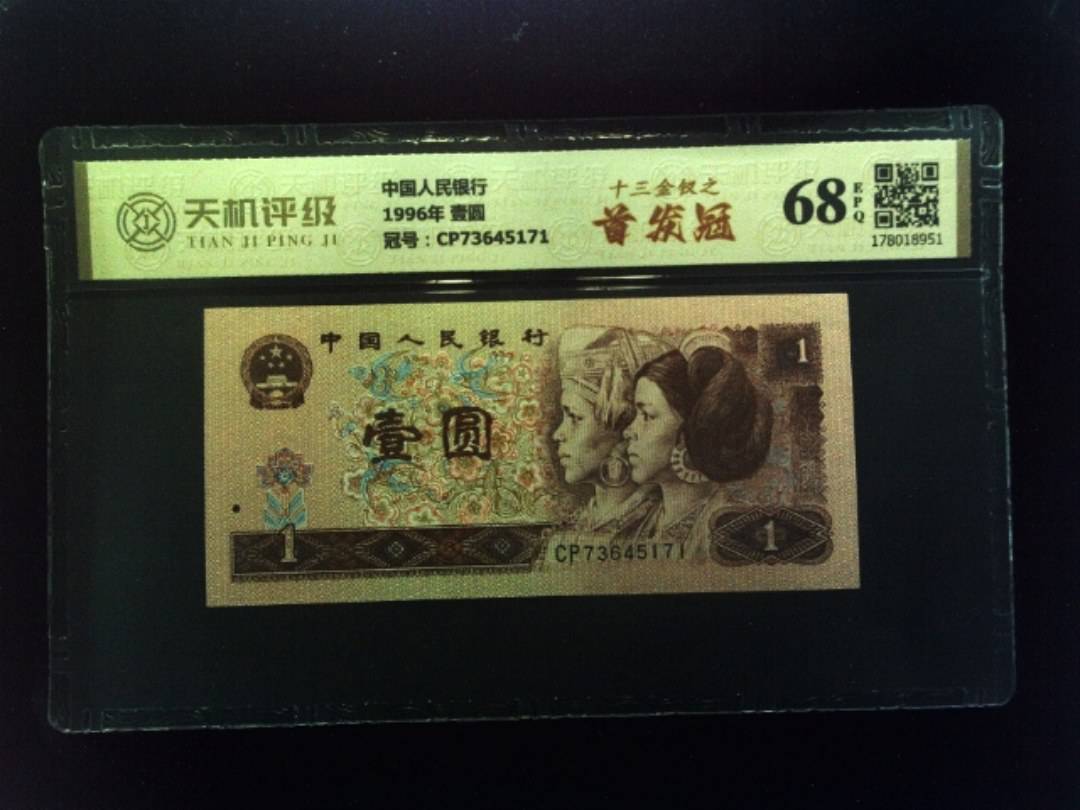 天机评级
TIAN JI PING JI
中国人民银行
1996年 壹圆
冠号：CP73645171
十三金钗之
首发冠
68
EPQ
178018951
中国人民银行
1
壹圆
1
CP73645171
1